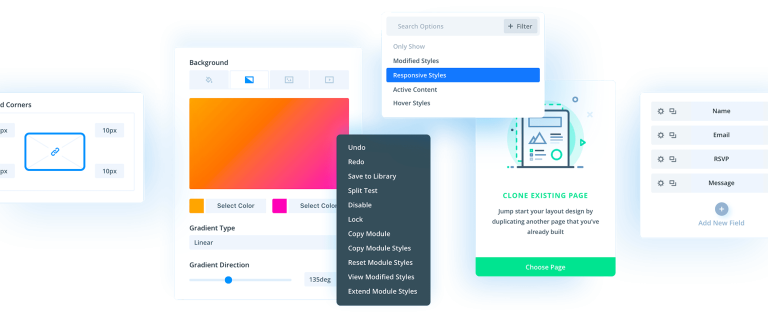 d Corners
px
10px
px
10px
Background
Select Color
Select Color
Gradient Type
Linear
Gradient Direction
135deg
Undo
Redo
Save to Library
Split Test
Disable
Lock
Copy Module
Copy Module Styles
Reset Module Styles
View Modified Styles
Extend Module Styles
Search Options
+ Filter
Only Show
Modified Styles
Responsive Styles
Active Content
Hover Styles
CLONE EXISTING PAGE
Jump start your layout design by
duplicating another page that you've
already built
Choose Page
Name
Email
RSVP
Message
Add New Field